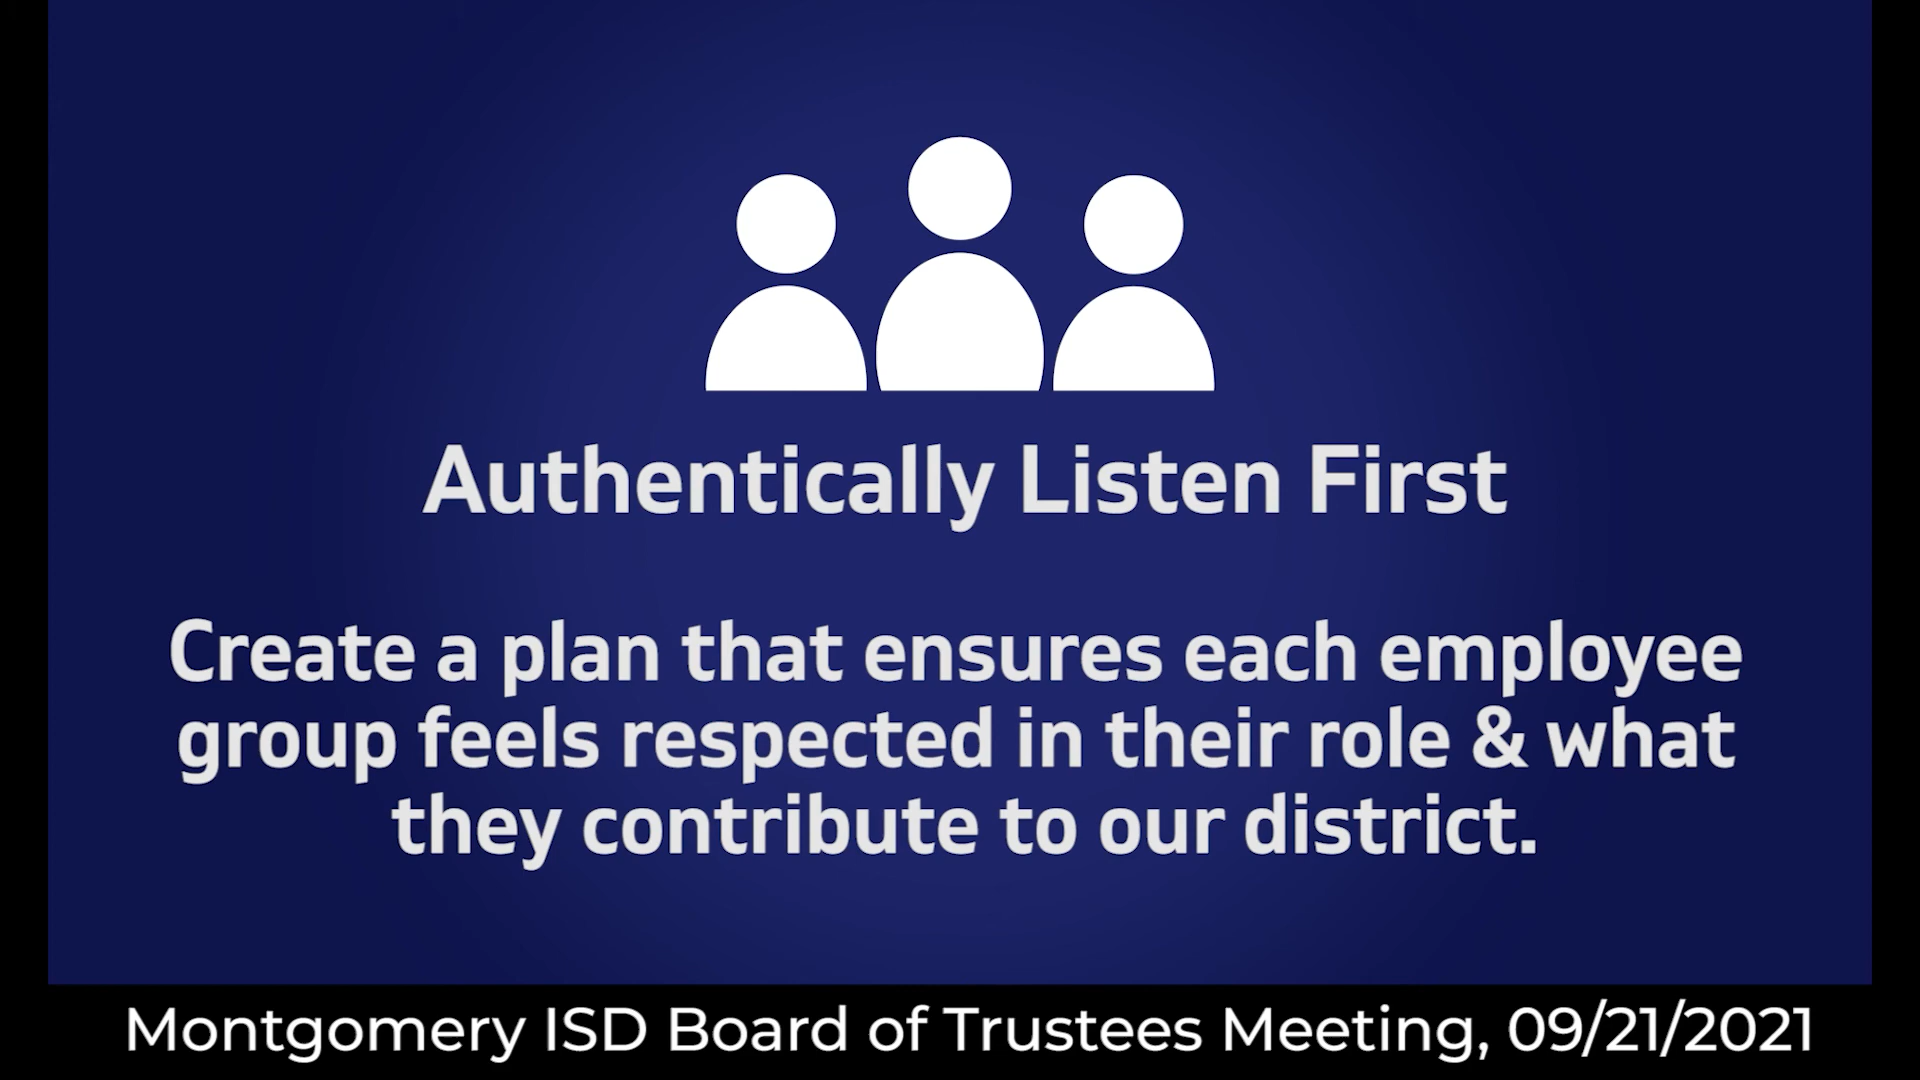 Authentically Listen First
Create a plan that ensures each employee
group feels respected in their role & what
they contribute to our district.
Montgomery ISD Board of Trustees Meeting, 09/21/2021